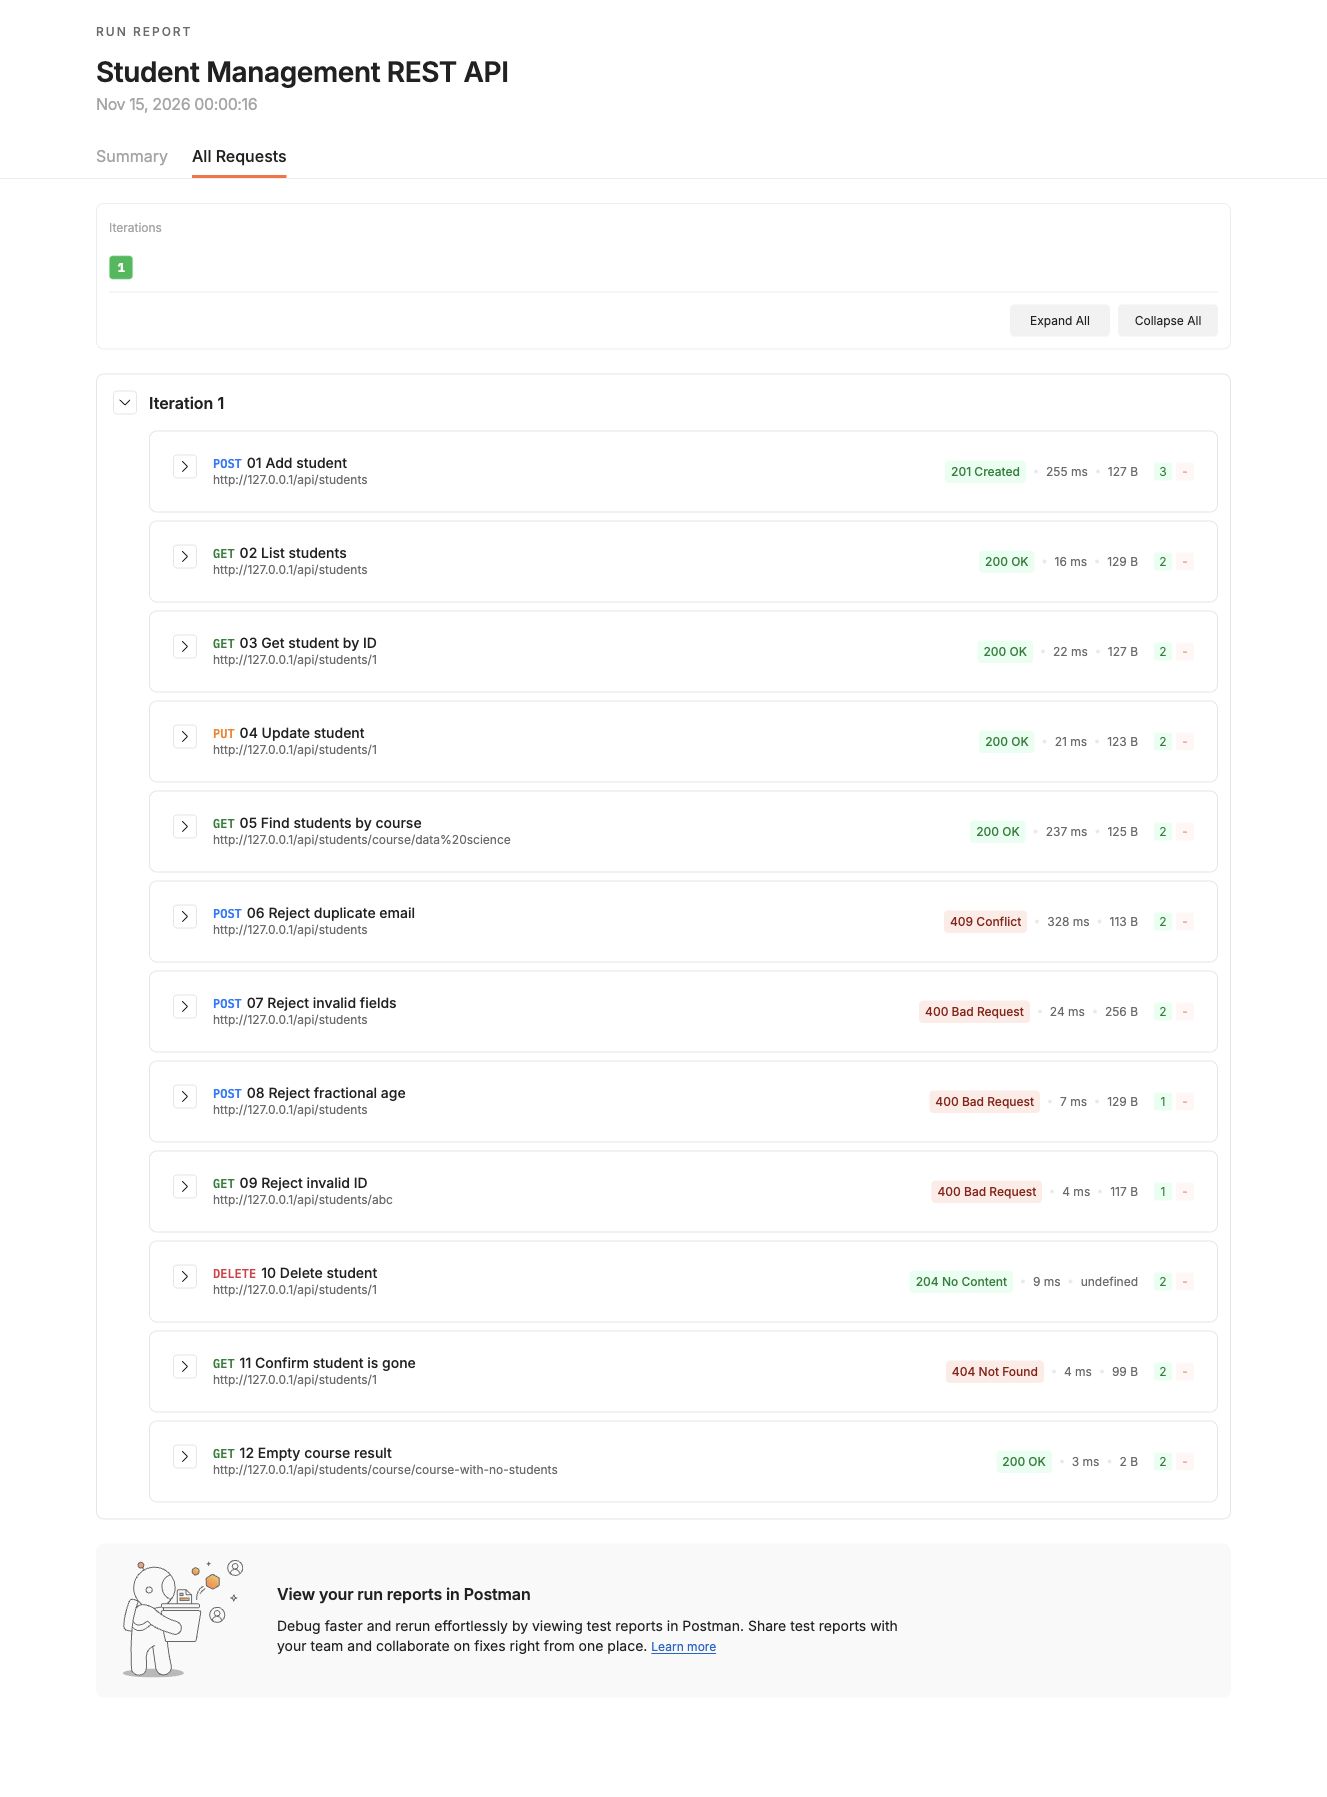 RUN REPORT
Student Management REST API
Nov 15, 2026 00:00:16
Summary All Requests
Iterations
1
Expand All Collapse All
Iteration 1
POST 01 Add student
http://127.0.0.1/api/students
201 Created • 255 ms • 127 B 3 -
GET 02 List students
http://127.0.0.1/api/students
200 OK • 16 ms • 129 B 2 -
GET 03 Get student by ID
http://127.0.0.1/api/students/1
200 OK • 22 ms • 127 B 2 -
PUT 04 Update student
http://127.0.0.1/api/students/1
200 OK • 21 ms • 123 B 2 -
GET 05 Find students by course
http://127.0.0.1/api/students/course/data%20science
200 OK • 237 ms • 125 B 2 -
POST 06 Reject duplicate email
http://127.0.0.1/api/students
409 Conflict • 328 ms • 113 B 2 -
POST 07 Reject invalid fields
http://127.0.0.1/api/students
400 Bad Request • 24 ms • 256 B 2 -
POST 08 Reject fractional age
http://127.0.0.1/api/students
400 Bad Request • 7 ms • 129 B 1 -
GET 09 Reject invalid ID
http://127.0.0.1/api/students/abc
400 Bad Request • 4 ms • 117 B 1 -
DELETE 10 Delete student
http://127.0.0.1/api/students/1
204 No Content • 9 ms • undefined 2 -
GET 11 Confirm student is gone
http://127.0.0.1/api/students/1
404 Not Found • 4 ms • 99 B 2 -
GET 12 Empty course result
http://127.0.0.1/api/students/course/course-with-no-students
200 OK • 3 ms • 2 B 2 -
View your run reports in Postman
Debug faster and rerun effortlessly by viewing test reports in Postman. Share test reports with
your team and collaborate on fixes right from one place. Learn more